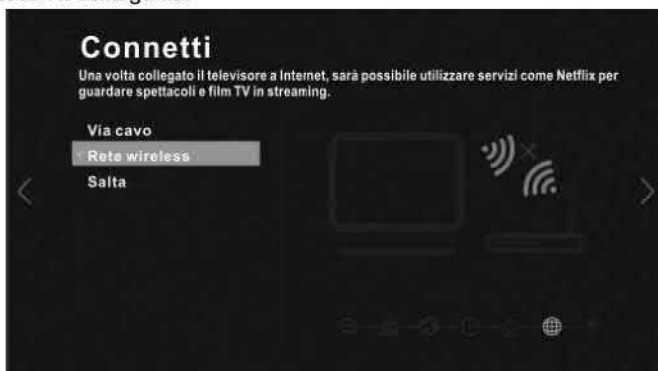 Connetti
Una volta collegato il televisore a Internet, sarà possibile utilizzare servizi come Netflix per
guardare spettacoli e film TV in streaming.
Via cavo
Rete wireless
Salta